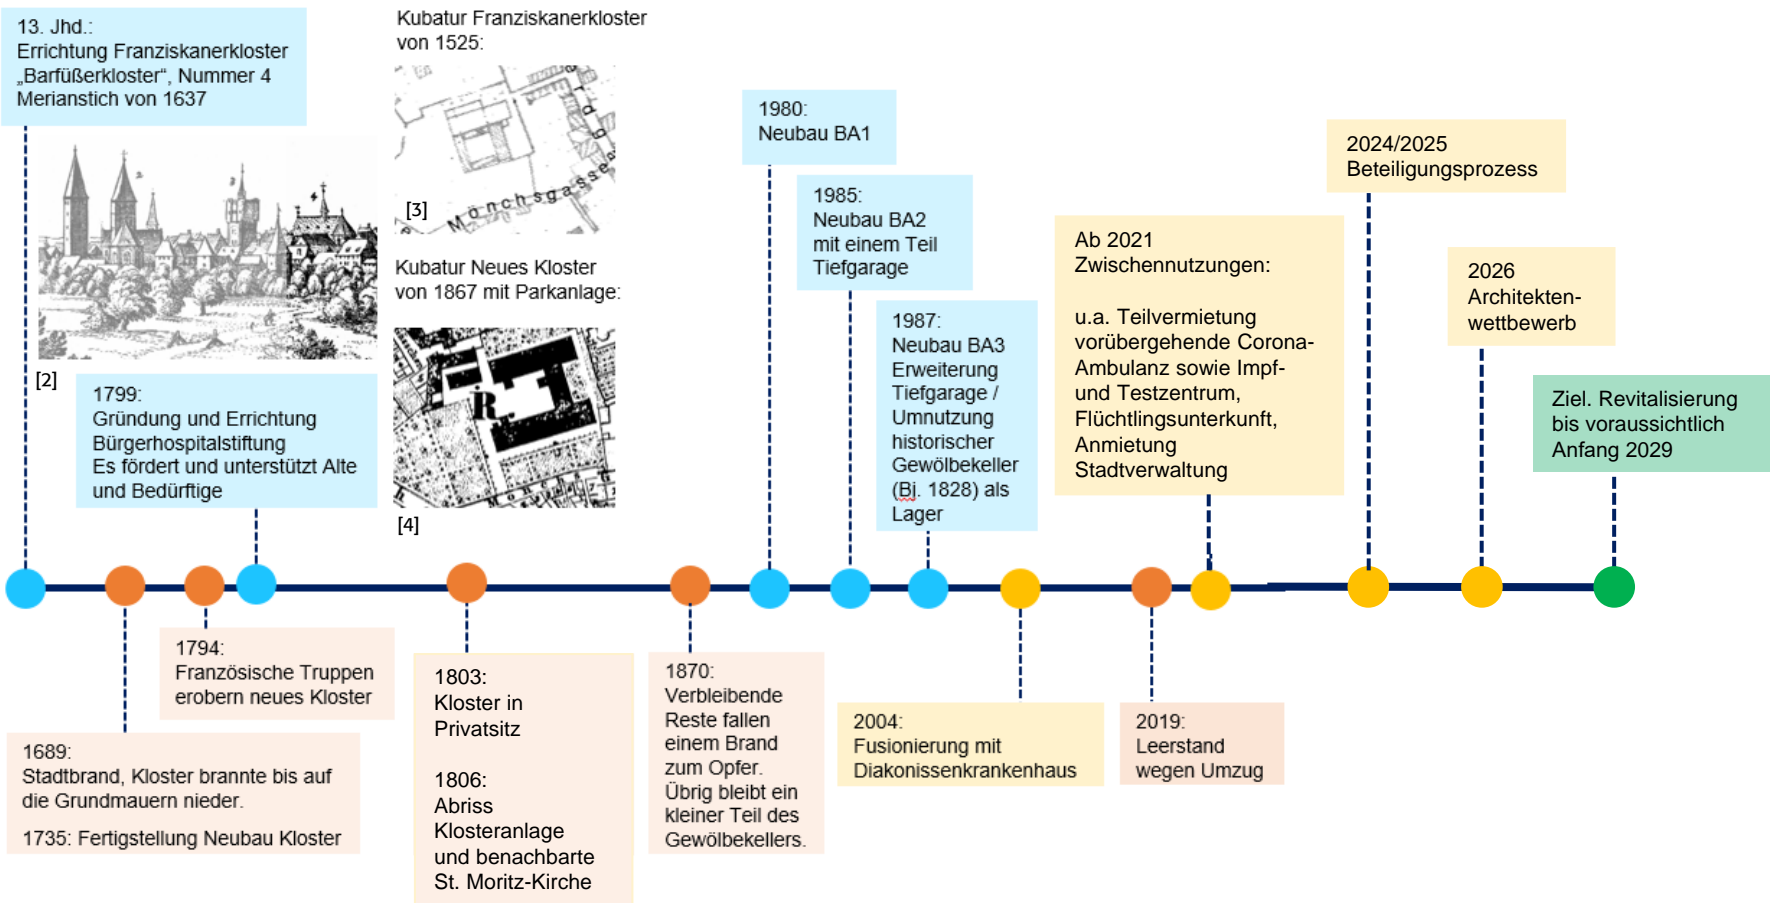 13. Jhd.:
Errichtung Franziskanerkloster
„Barfüßerkloster“, Nummer 4
Merianstich von 1637
[2]
Kubatur Franziskanerkloster
von 1525:
Mönchsgasse
[3]
Kubatur Neues Kloster
von 1867 mit Parkanlage:
R
[4]
1799:
Gründung und Errichtung
Bürgerhospitalstiftung
Es fördert und unterstützt Alte
und Bedürftige
1980:
Neubau BA1
1985:
Neubau BA2
mit einem Teil
Tiefgarage
1987:
Neubau BA3
Erweiterung
Tiefgarage /
Umnutzung
historischer
Gewölbekeller
(Bj. 1828) als
Lager
Ab 2021
Zwischennutzungen:
u.a. Teilvermietung
vorübergehende Corona-
Ambulanz sowie Impf-
und Testzentrum,
Flüchtlingsunterkunft,
Anmietung
Stadtverwaltung
2024/2025
Beteiligungsprozess
2026
Architekten-
wettbewerb
Ziel. Revitalisierung
bis voraussichtlich
Anfang 2029
1689:
Stadtbrand, Kloster brannte bis auf
die Grundmauern nieder.
1735: Fertigstellung Neubau Kloster
1794:
Französische Truppen
erobern neues Kloster
1803:
Kloster in
Privatsitz
1806:
Abriss
Klosteranlage
und benachbarte
St. Moritz-Kirche
1870:
Verbleibende
Reste fallen
einem Brand
zum Opfer.
Übrig bleibt ein
kleiner Teil des
Gewölbekellers.
2004:
Fusionierung mit
Diakonissenkrankenhaus
2019:
Leerstand
wegen Umzug